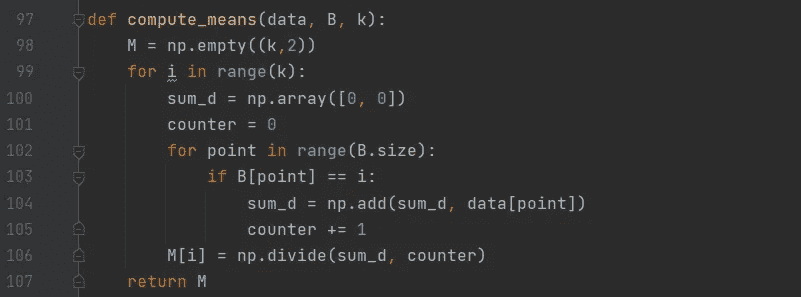 97 def compute_means(data, B, k):
98     M = np.empty((k,2))
99     for i in range(k):
100         sum_d = np.array([0, 0])
101         counter = 0
102         for point in range(B.size):
103             if B[point] == i:
104                 sum_d = np.add(sum_d, data[point])
105                 counter += 1
106         M[i] = np.divide(sum_d, counter)
107     return M